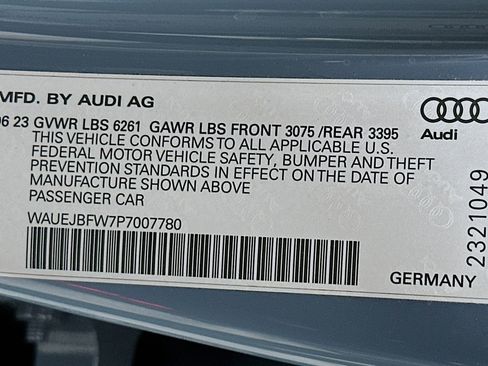 MFD. BY AUDI AG
06 23 GVWR LBS 6261 GAWR LBS FRONT 3075 /REAR 3395
THIS VEHICLE CONFORMS TO ALL APPLICABLE U.S.
FEDERAL MOTOR VEHICLE SAFETY, BUMPER AND THEFT
PREVENTION STANDARDS IN EFFECT ON THE DATE OF
MANUFACTURE SHOWN ABOVE
PASSENGER CAR
WAUEJBFW7P7007780
Audi
2321049
GERMANY